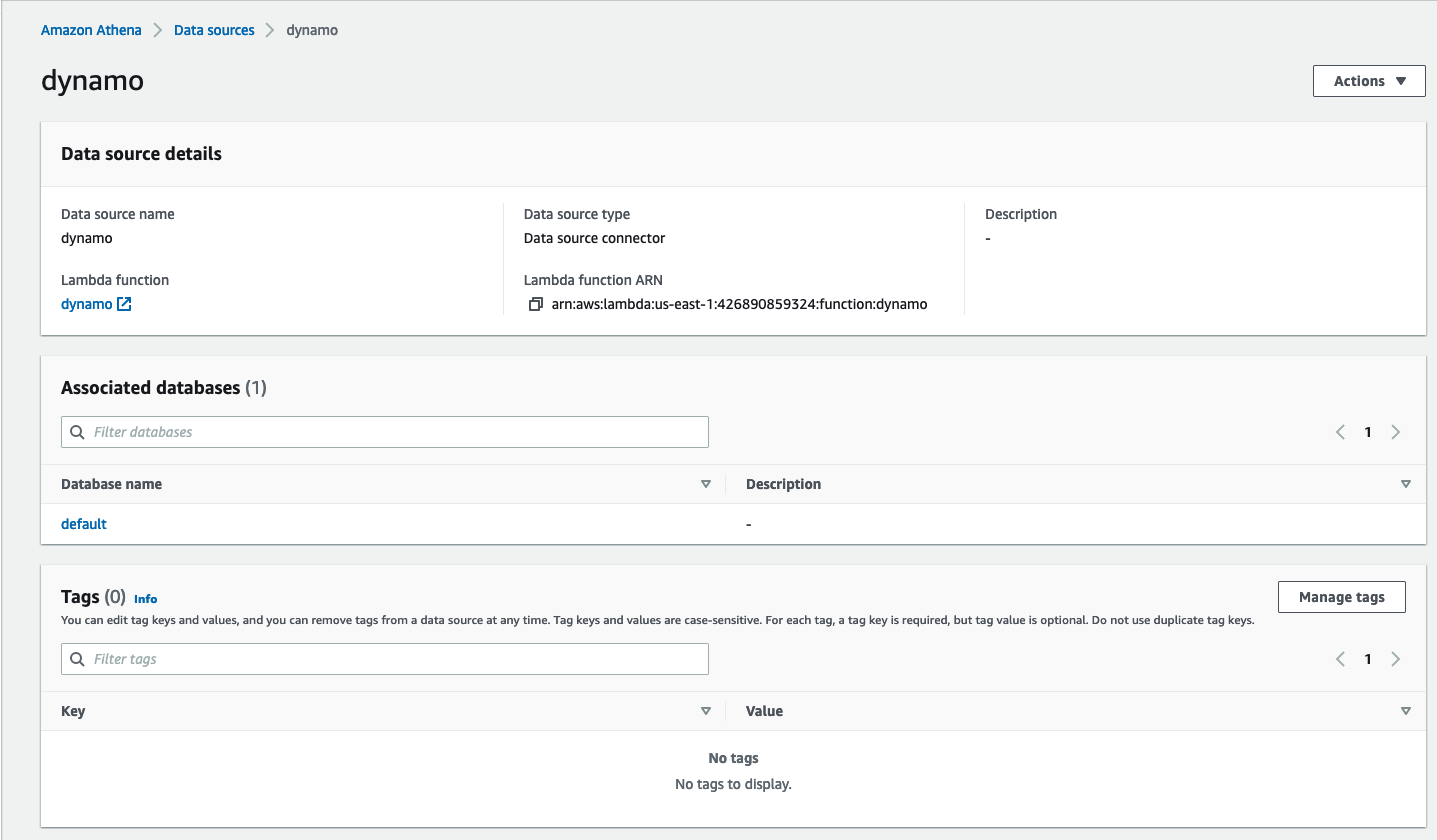 Amazon Athena > Data sources > dynamo
dynamo
Actions
Data source details
Data source name
dynamo
Data source type
Data source connector
Description
-
Lambda function
dynamo
Lambda function ARN
arn:aws:lambda:us-east-1:426890859324:function:dynamo
Associated databases (1)
Filter databases
1
Database name Description
default -
Tags (0) Info
Manage tags
You can edit tag keys and values, and you can remove tags from a data source at any time. Tag keys and values are case-sensitive. For each tag, a tag key is required, but tag value is optional. Do not use duplicate tag keys.
Filter tags
1
Key Value
No tags
No tags to display.